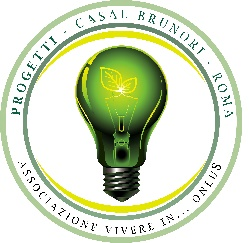 PROGETTI - CASAL BRUNORI - ROMA
ASSOCIAZIONE VIVERE IN... ONLUS